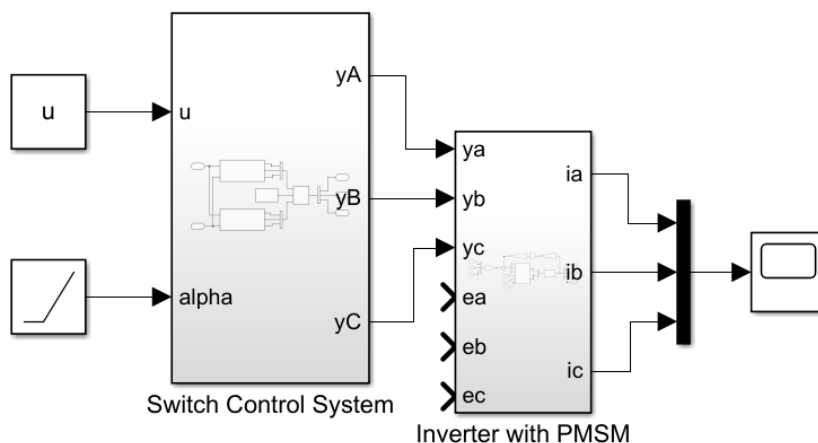 u
u
alpha
yA
yB
yC
Switch Control System
ya
yb
yc
ea
eb
ec
ia
ib
ic
Inverter with PMSM